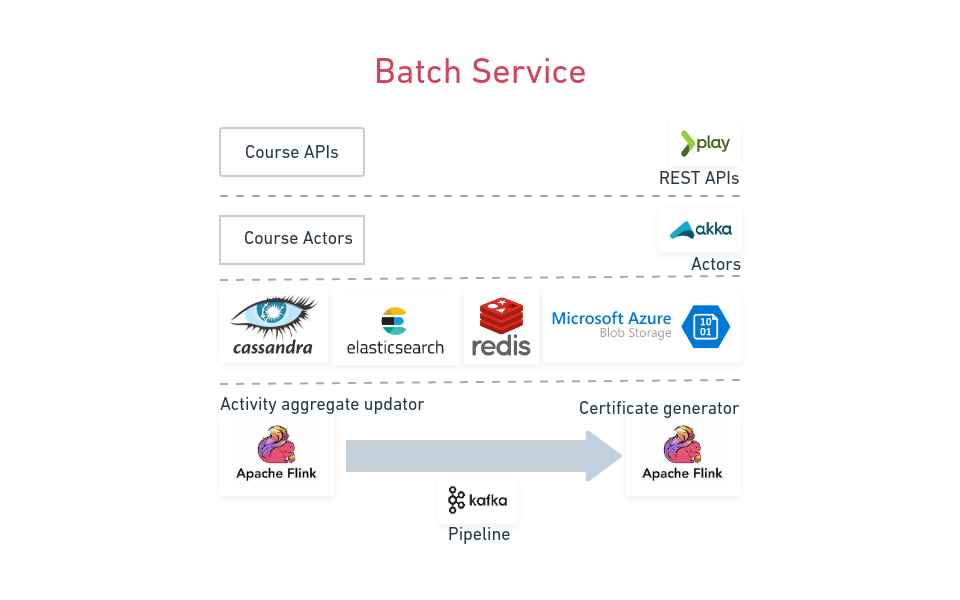 Batch Service
Course APIs
play
REST APIs
Course Actors
akka
Actors
cassandra
elasticsearch
redis
Microsoft Azure
Blob Storage
10
01
Activity aggregate updator
Certificate generator
Apache Flink
Apache Flink
kafka
Pipeline